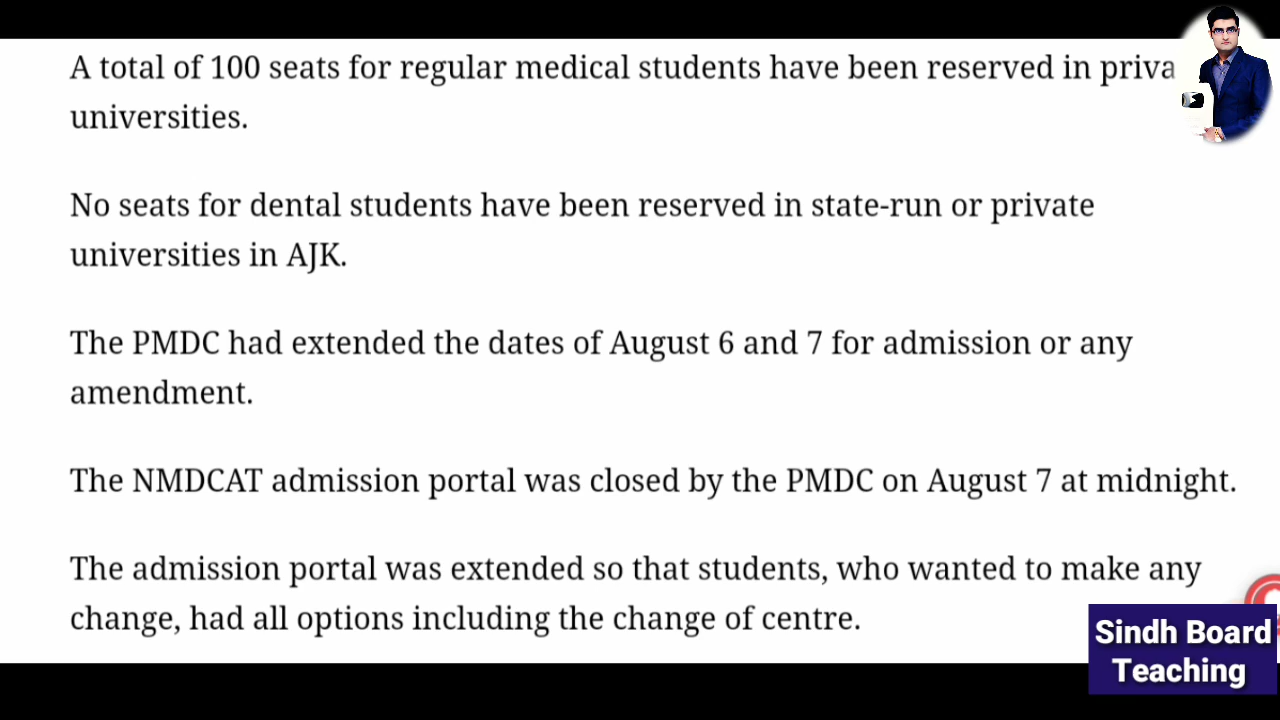 A total of 100 seats for regular medical students have been reserved in priva
universities.
No seats for dental students have been reserved in state-run or private
universities in AJK.
The PMDC had extended the dates of August 6 and 7 for admission or any
amendment.
The NMDCAT admission portal was closed by the PMDC on August 7 at midnight.
The admission portal was extended so that students, who wanted to make any
change, had all options including the change of centre.
Sindh Board
Teaching